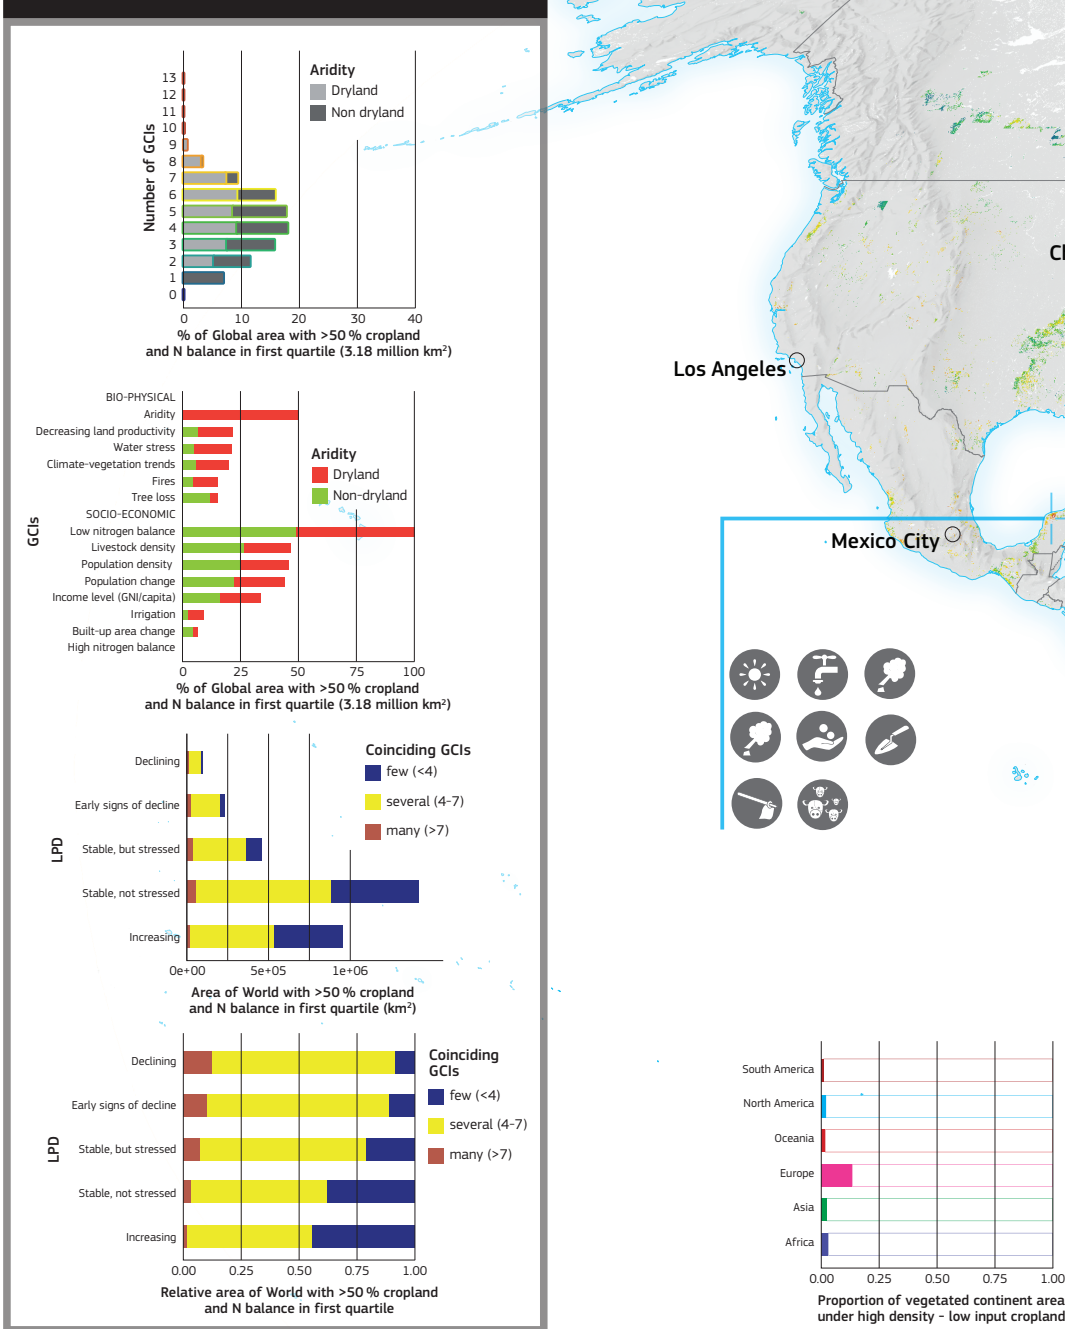 Aridity
Dryland
Non dryland
Number of GCIs
13
12
11
10
9
8
7
6
5
4
3
2
1
0
0 10 20 30 40
% of Global area with >50 % cropland
and N balance in first quartile (3.18 million km²)
GCIs
BIO-PHYSICAL
Aridity
Decreasing land productivity
Water stress
Climate-vegetation trends
Fires
Tree loss
SOCIO-ECONOMIC
Low nitrogen balance
Livestock density
Population density
Population change
Income level (GNI/capita)
Irrigation
Built-up area change
High nitrogen balance
Aridity
Dryland
Non-dryland
0 25 50 75 100
% of Global area with >50 % cropland
and N balance in first quartile (3.18 million km²)
Coinciding GCIs
few (<4)
several (4-7)
many (>7)
LPD
Declining
Early signs of decline
Stable, but stressed
Stable, not stressed
Increasing
0e+00 5e+05 1e+06
Area of World with >50 % cropland
and N balance in first quartile (km²)
Coinciding
GCIs
few (<4)
several (4-7)
many (>7)
LPD
Declining
Early signs of decline
Stable, but stressed
Stable, not stressed
Increasing
0.00 0.25 0.50 0.75 1.00
Relative area of World with >50 % cropland
and N balance in first quartile
Los Angeles
Mexico City
South America
North America
Oceania
Europe
Asia
Africa
0.00 0.25 0.50 0.75 1.00
Proportion of vegetated continent area
under high density - low input cropland